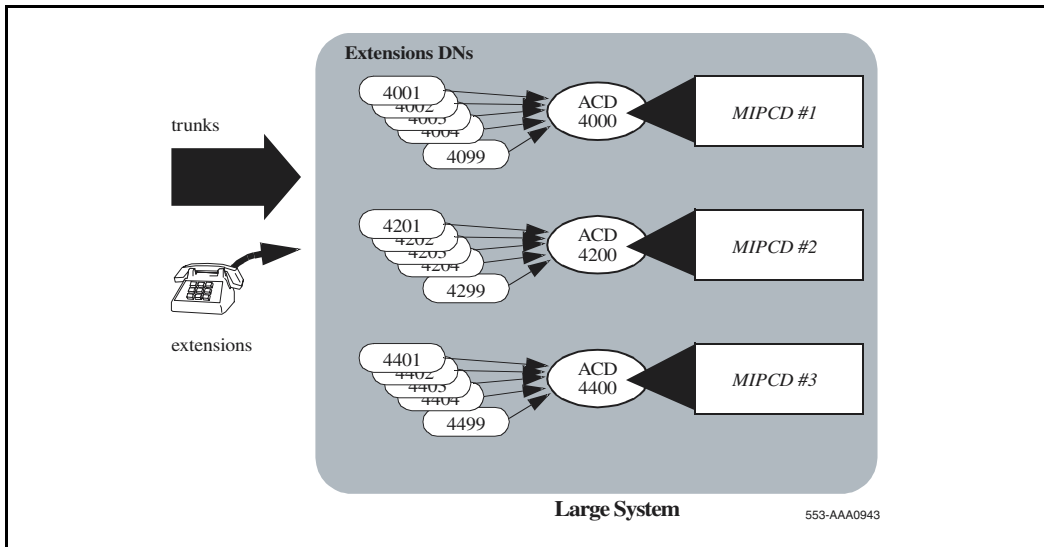 Extensions DNs
trunks
extensions
4001
4002
4003
4004
4099
ACD
4000
MIPCD #1
4201
4202
4203
4204
4299
ACD
4200
MIPCD #2
4401
4402
4403
4404
4499
ACD
4400
MIPCD #3
Large System
553-AAA0943